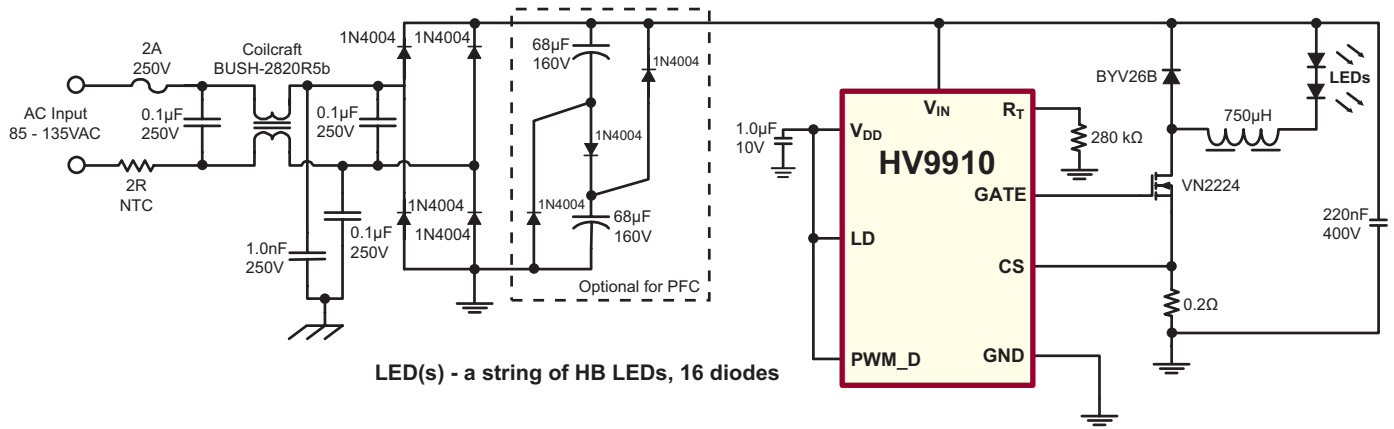 AC Input
85 - 135VAC
2A
250V
2R
NTC
0.1µF
250V
Coilcraft
BUSH-2820R5b
0.1µF
250V
1.0nF
250V
0.1µF
250V
1N4004
1N4004
1N4004
1N4004
68µF
160V
1N4004
1N4004
1N4004
68µF
160V
Optional for PFC
LED(s) - a string of HB LEDs, 16 diodes
1.0µF
10V
HV9910
VIN
VDD
LD
PWM_D
RT
GATE
CS
GND
280 kΩ
BYV26B
750µH
LEDs
VN2224
0.2Ω
220nF
400V